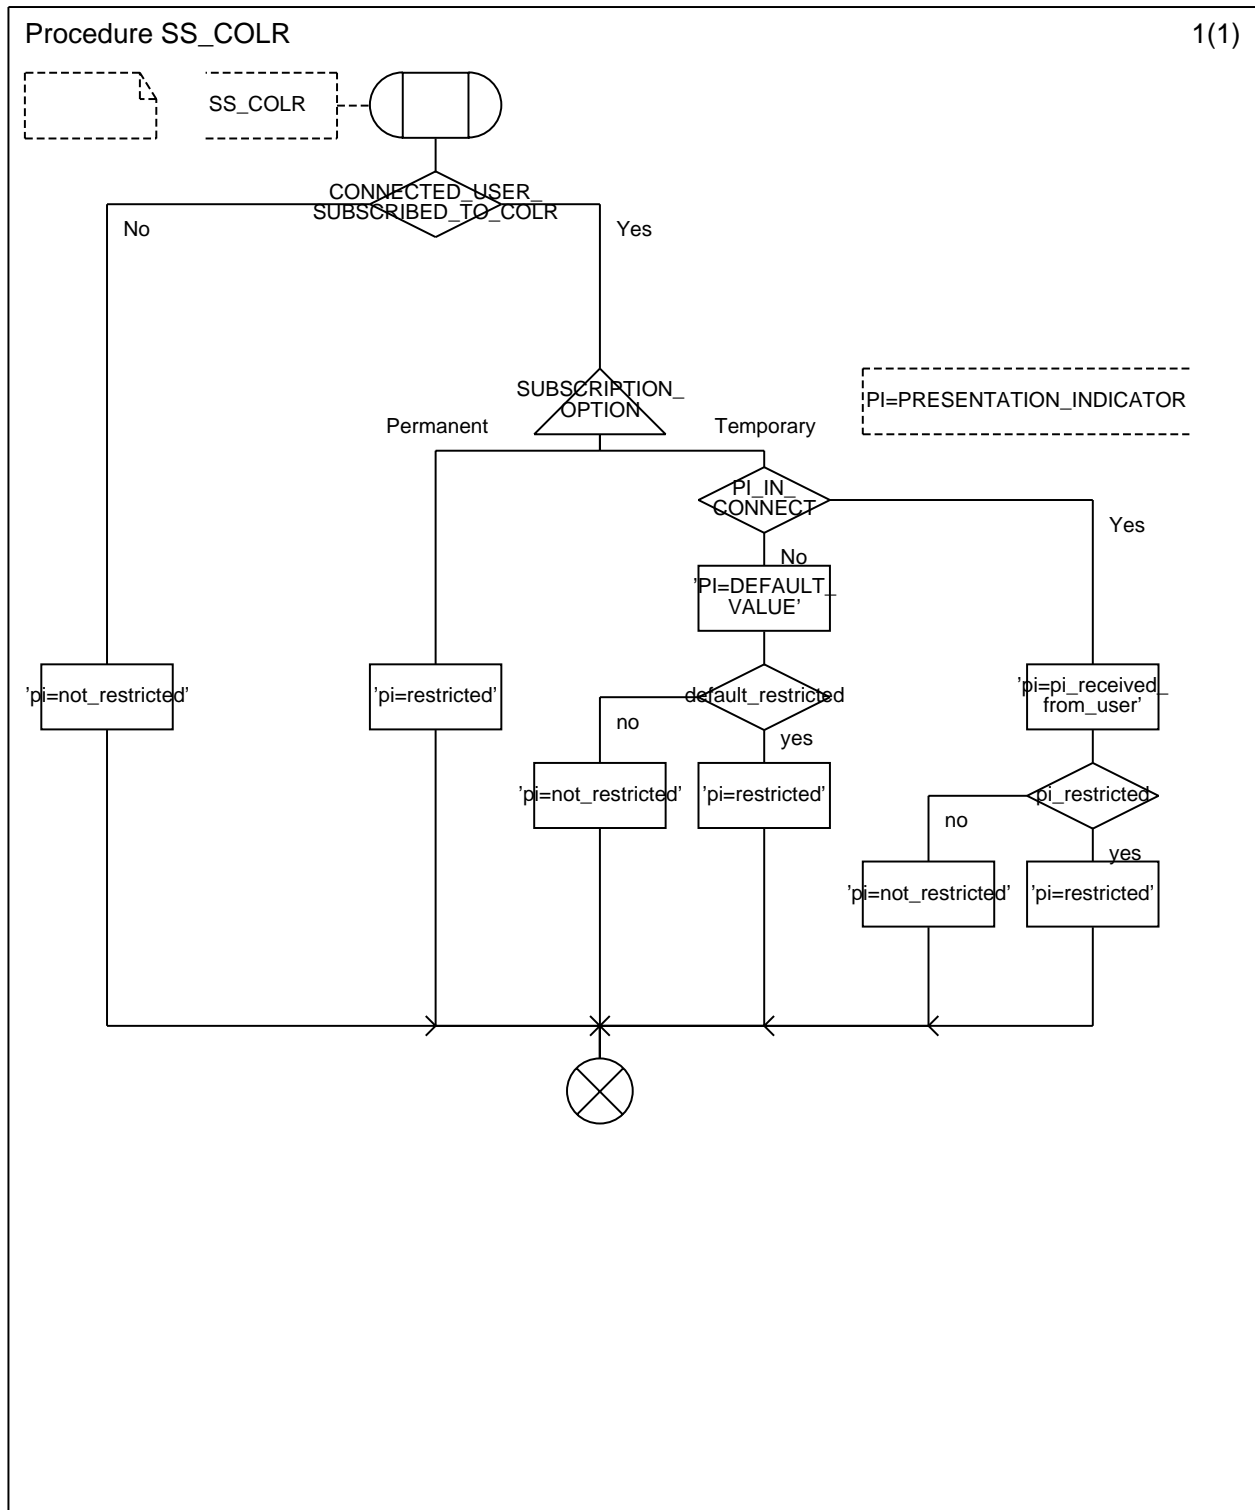 Procedure SS_COLR
1(1)
SS_COLR
CONNECTED_USER_
SUBSCRIBED_TO_COLR
No
Yes
SUBSCRIPTION_
OPTION
PI=PRESENTATION_INDICATOR
Permanent
Temporary
PI_IN_
CONNECT
Yes
No
'PI=DEFAULT_
VALUE'
'pi=not_restricted'
'pi=restricted'
default_restricted
'pi=pi_received_
from_user'
no
yes
'pi=not_restricted'
'pi=restricted'
pi_restricted
no
yes
'pi=not_restricted'
'pi=restricted'